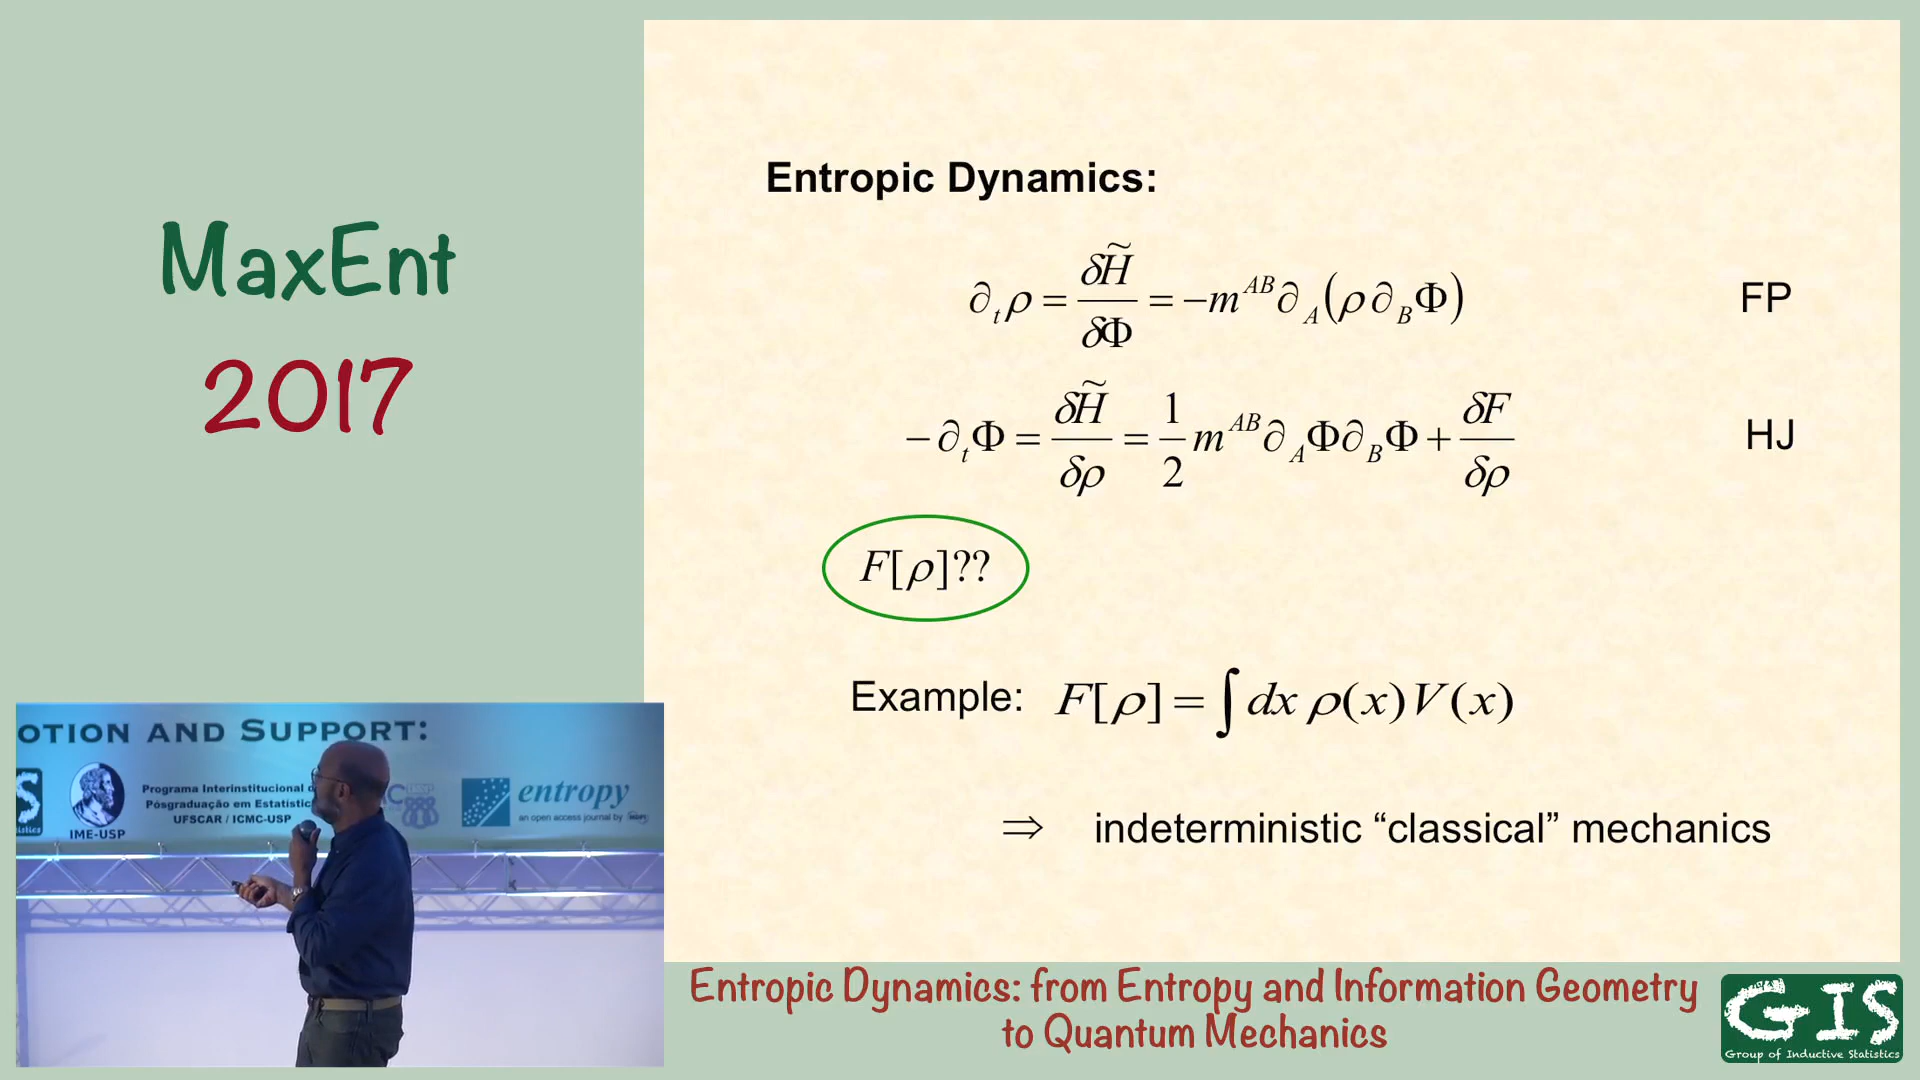 MaxEnt
2017
Entropic Dynamics:
∂ₜρ = δH̃/δΦ = −m^{AB}∂_A(ρ∂_BΦ) FP
−∂ₜΦ = δH̃/δρ = 1/2 m^{AB}∂_AΦ∂_BΦ + δF/δρ HJ
F[ρ]??
Example: F[ρ] = ∫dx ρ(x)V(x)
⇒ indeterministic “classical” mechanics
OTION AND SUPPORT:
Programa Interinstitucional
Pósgraduação em Estatístic
UFSCAR / ICMC-USP
IME-USP
entropy
an open access journal by
Entropic Dynamics: from Entropy and Information Geometry
to Quantum Mechanics
GIS
Group of Inductive Statistics